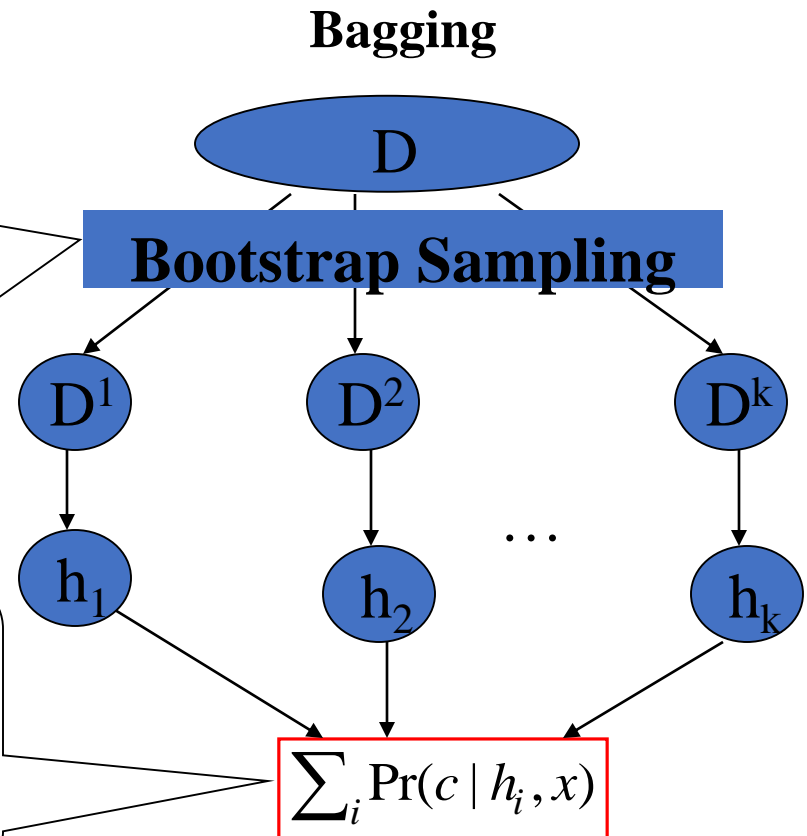 Bagging
D
Bootstrap Sampling
D¹ D² Dᵏ
…
h₁ h₂ hₖ
∑ᵢ Pr(c | hᵢ, x)